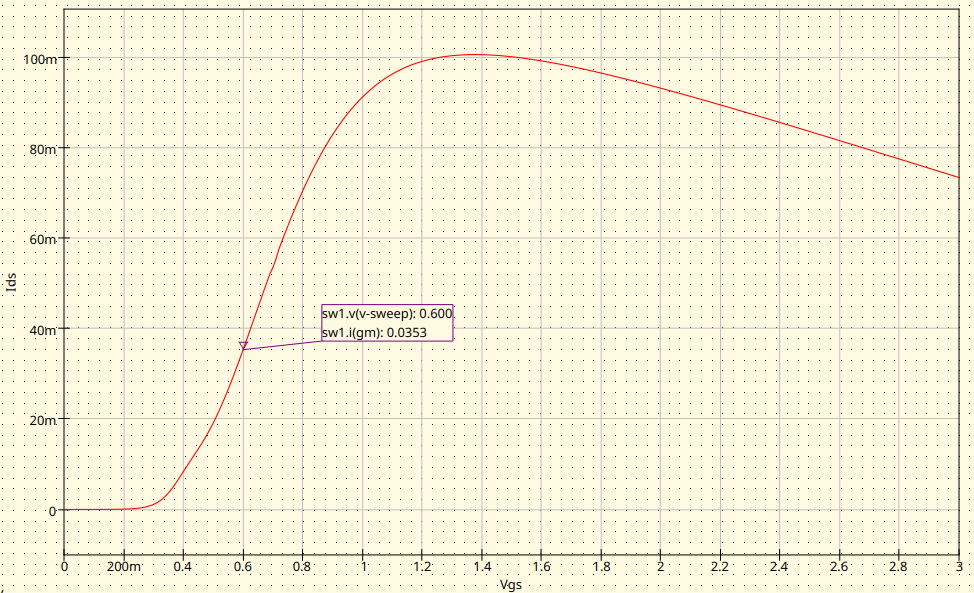 100m
80m
60m
40m
20m
0
Ids
sw1.v(v-sweep): 0.600
sw1.i(gm): 0.0353
0 200m 0.4 0.6 0.8 1 1.2 1.4 1.6 1.8 2 2.2 2.4 2.6 2.8 3
Vgs